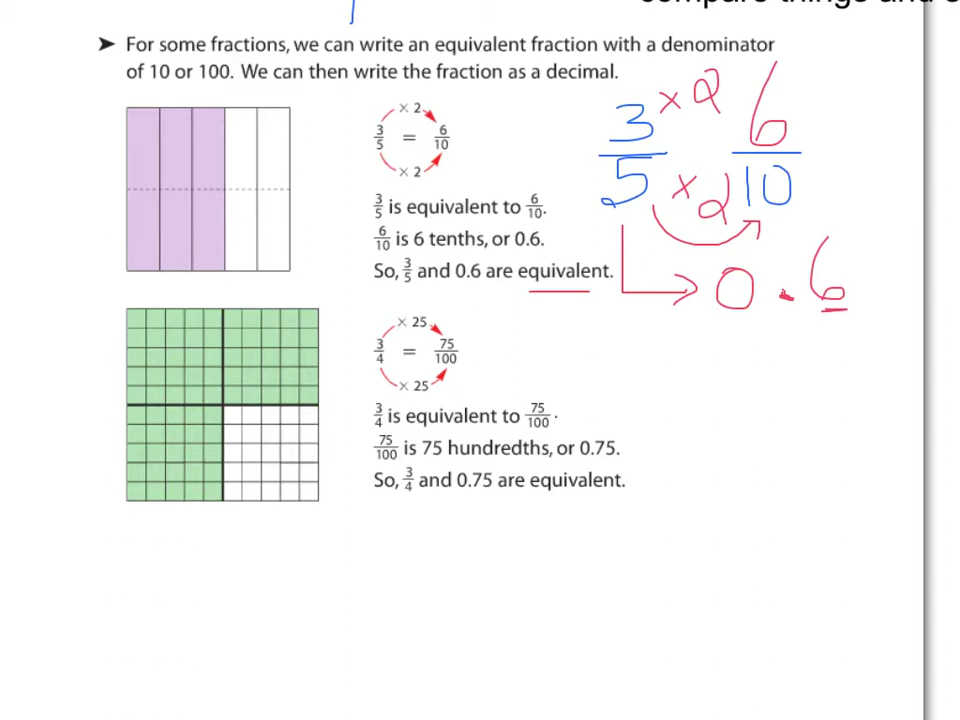 compare things and
➤ For some fractions, we can write an equivalent fraction with a denominator
of 10 or 100. We can then write the fraction as a decimal.
× 2
3/5 = 6/10
× 2
3/5 is equivalent to 6/10.
6/10 is 6 tenths, or 0.6.
So, 3/5 and 0.6 are equivalent.
3/5 ×2 6/10
×2
0.6
× 25
3/4 = 75/100
× 25
3/4 is equivalent to 75/100.
75/100 is 75 hundredths, or 0.75.
So, 3/4 and 0.75 are equivalent.